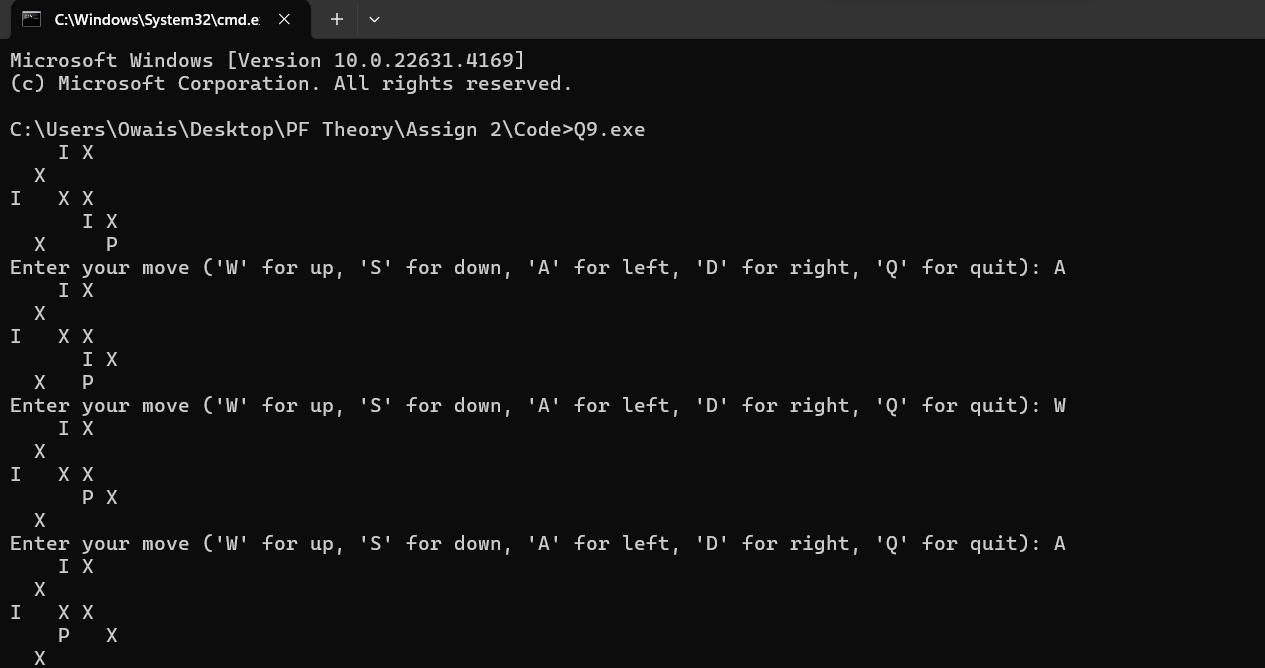 C:\Windows\System32\cmd.e
Microsoft Windows [Version 10.0.22631.4169]
(c) Microsoft Corporation. All rights reserved.
C:\Users\Owais\Desktop\PF Theory\Assign 2\Code>Q9.exe
    I X
  X
I   X X
      I X
  X     P
Enter your move ('W' for up, 'S' for down, 'A' for left, 'D' for right, 'Q' for quit): A
    I X
  X
I   X X
      I X
  X   P
Enter your move ('W' for up, 'S' for down, 'A' for left, 'D' for right, 'Q' for quit): W
    I X
  X
I   X X
      P X
  X
Enter your move ('W' for up, 'S' for down, 'A' for left, 'D' for right, 'Q' for quit): A
    I X
  X
I   X X
    P   X
  X